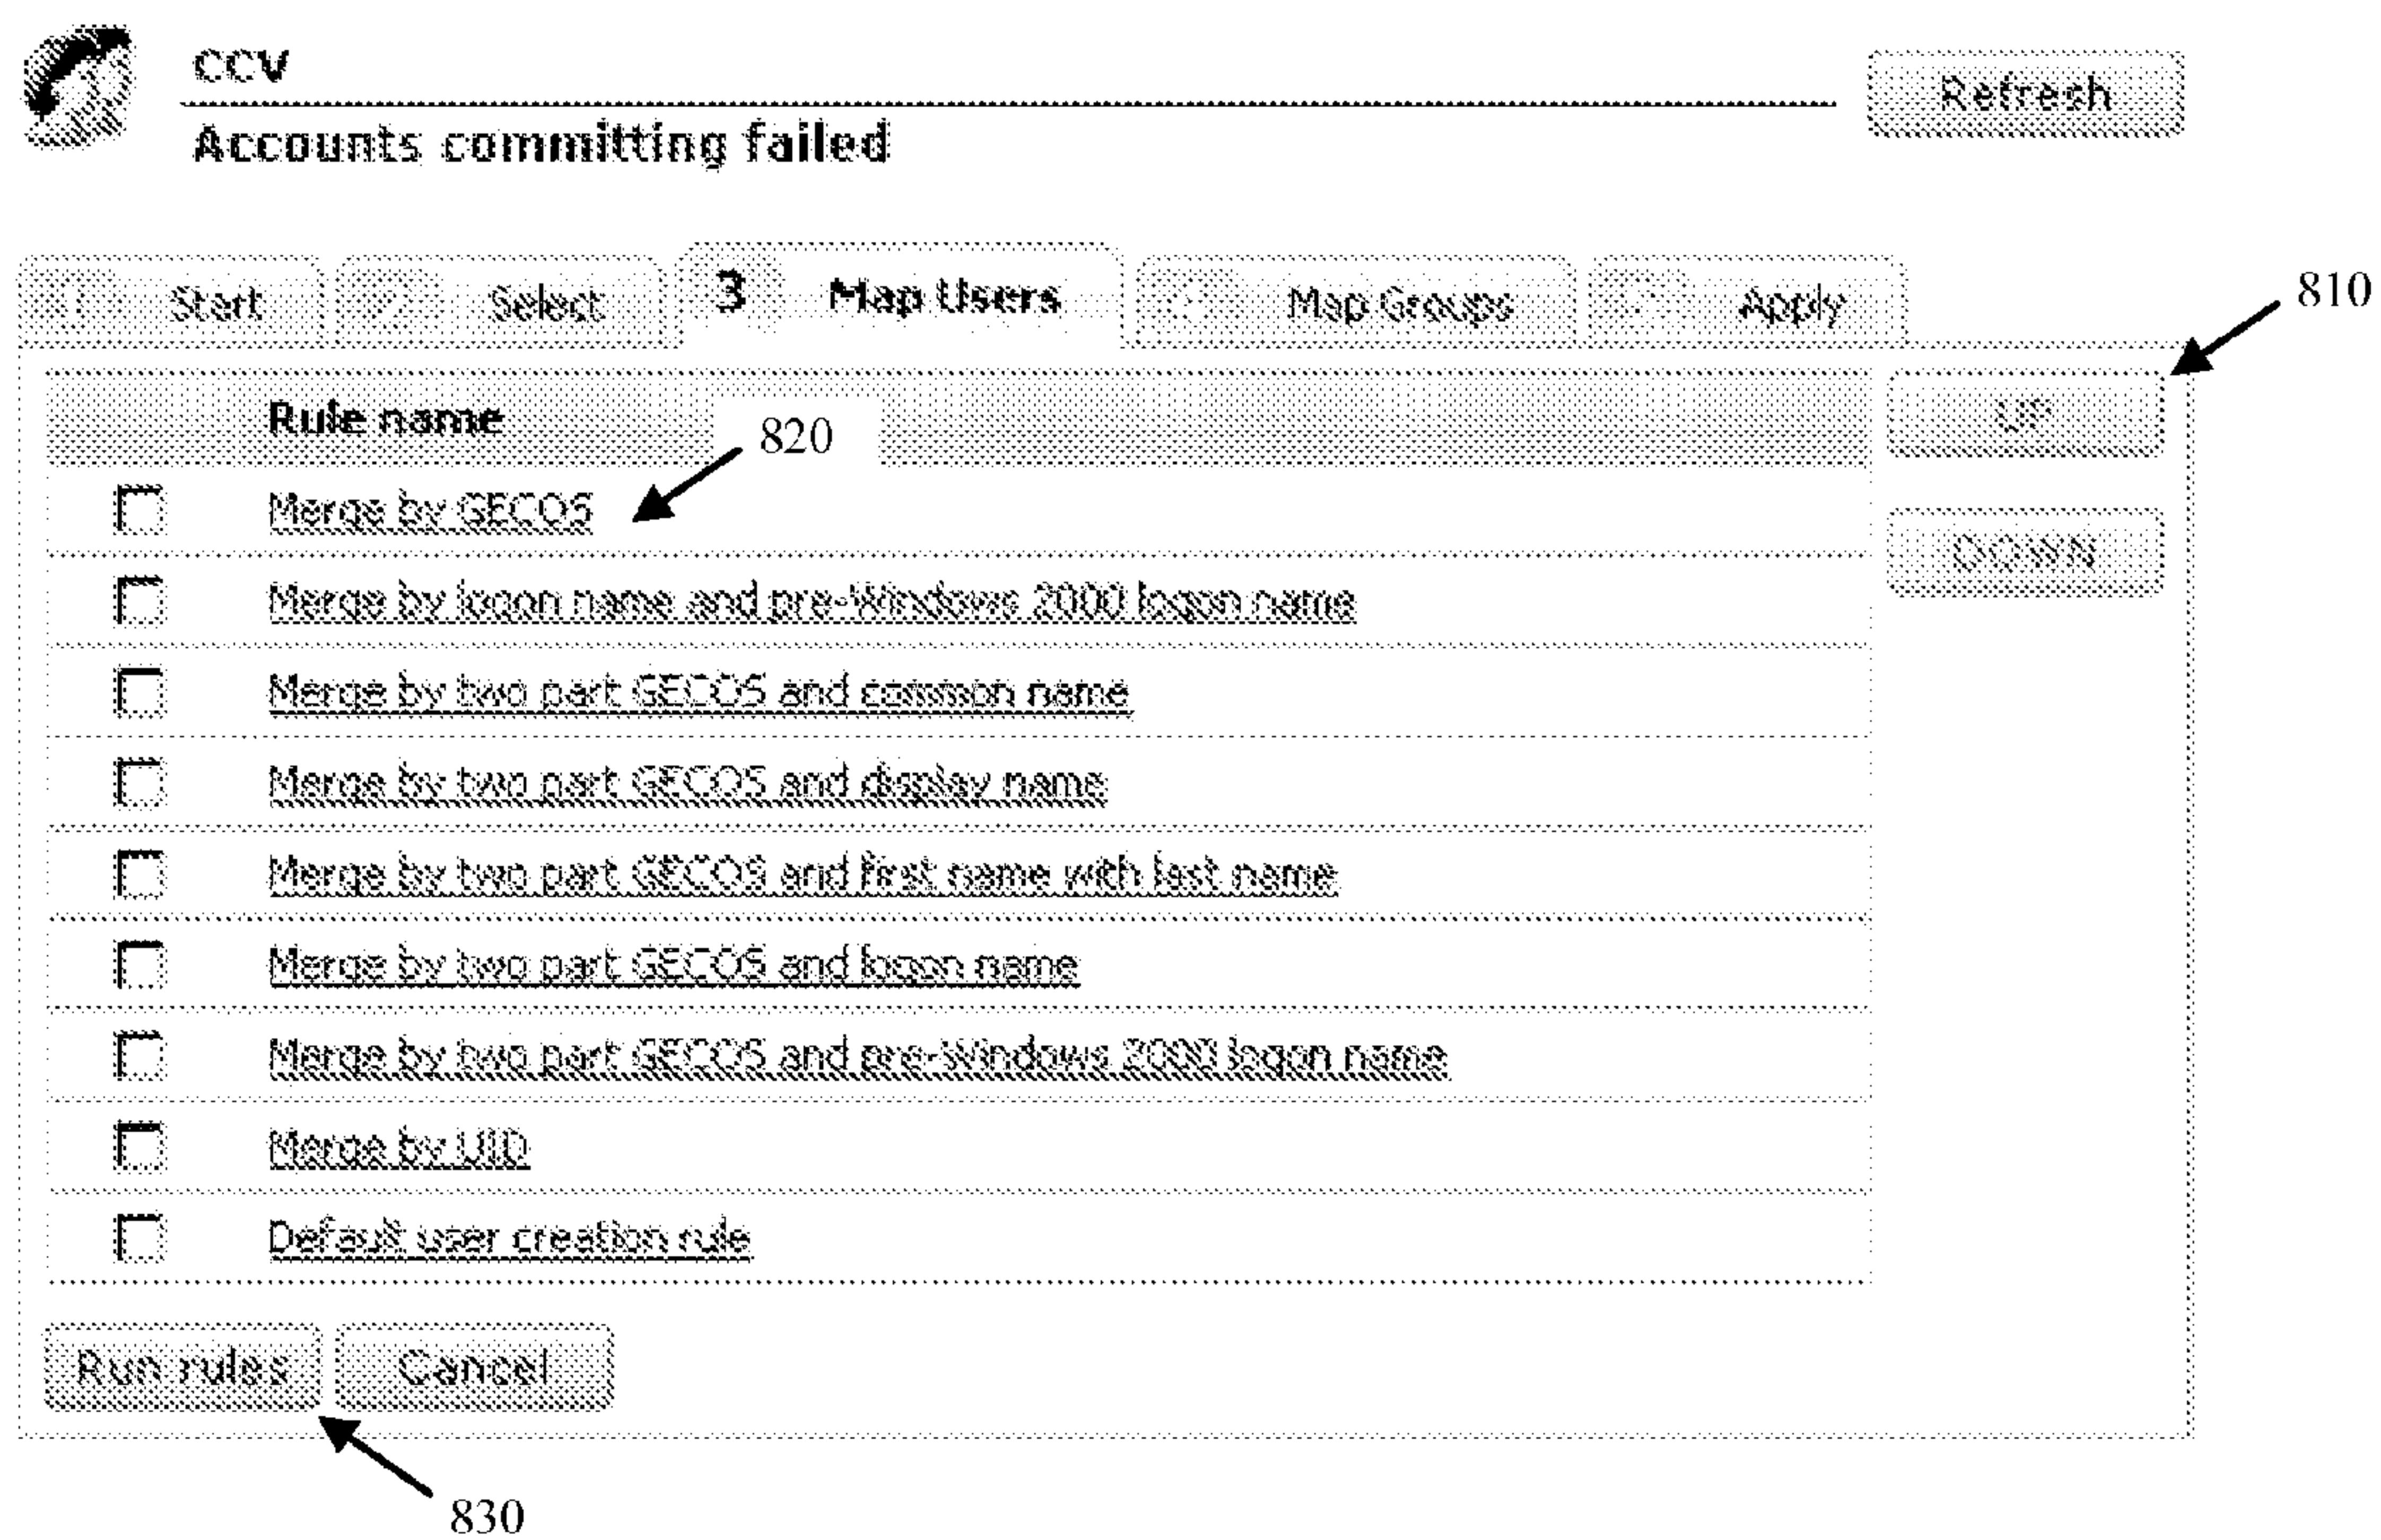 CCV
Refresh
Accounts committing failed
Start Select 3 Map Users Map Groups Apply
810
Rule name
820
UP
Merge by GECOS
DOWN
Merge by logon name and pre-Windows 2000 logon name
Merge by two part GECOS and common name
Merge by two part GECOS and display name
Merge by two part GECOS and first name with last name
Merge by two part GECOS and logon name
Merge by two part GECOS and pre-Windows 2000 logon name
Merge by UID
Default user creation rule
Run rules Cancel
830